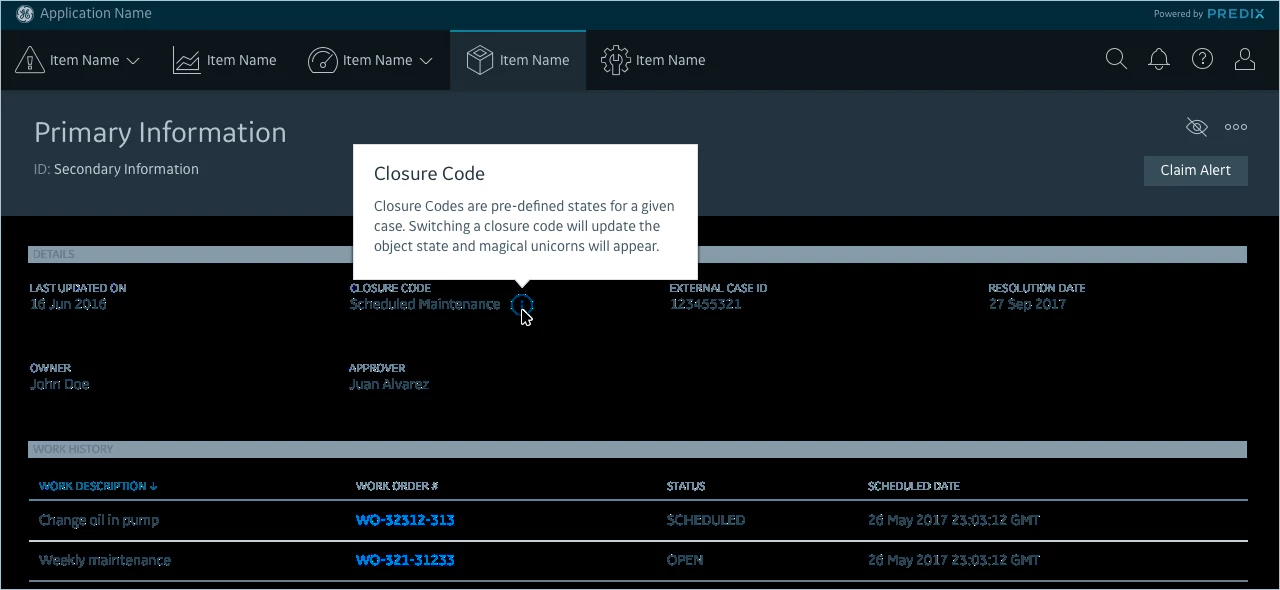 Application Name
Powered by PREDIX
Item Name
Item Name
Item Name
Item Name
Item Name
Primary Information
ID: Secondary Information
Claim Alert
Closure Code
Closure Codes are pre-defined states for a given
case. Switching a closure code will update the
object state and magical unicorns will appear.
DETAILS
LAST UPDATED ON
16 Jun 2016
CLOSURE CODE
Scheduled Maintenance
EXTERNAL CASE ID
123455321
RESOLUTION DATE
27 Sep 2017
OWNER
John Doe
APPROVER
Juan Alvarez
WORK HISTORY
WORK DESCRIPTION ↓ WORK ORDER # STATUS SCHEDULED DATE
Change oil in pump WO-32312-313 SCHEDULED 26 May 2017 23:03:12 GMT
Weekly maintenance WO-321-31233 OPEN 26 May 2017 23:03:12 GMT